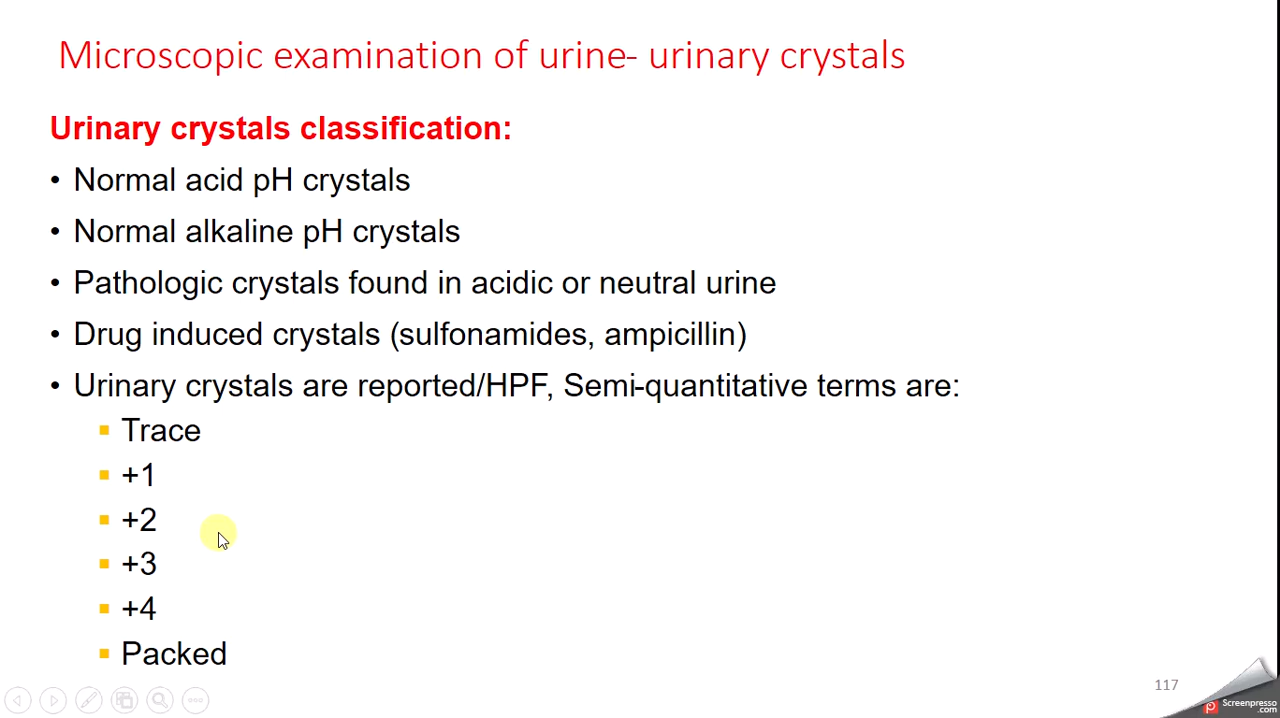 Microscopic examination of urine- urinary crystals
Urinary crystals classification:
• Normal acid pH crystals
• Normal alkaline pH crystals
• Pathologic crystals found in acidic or neutral urine
• Drug induced crystals (sulfonamides, ampicillin)
• Urinary crystals are reported/HPF, Semi-quantitative terms are:
▪ Trace
▪ +1
▪ +2
▪ +3
▪ +4
▪ Packed
117
Screenpresso
.com